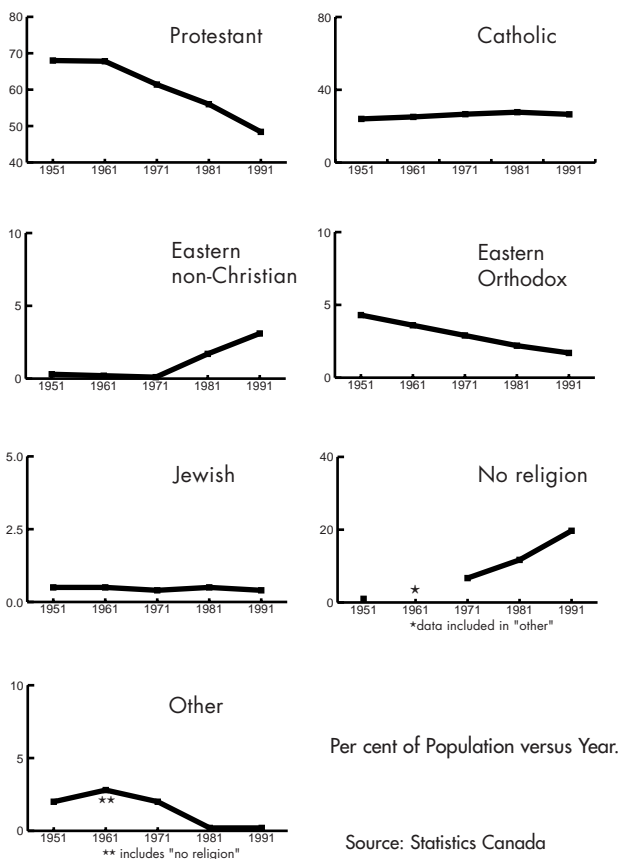 Protestant
80
70
60
50
40
1951 1961 1971 1981 1991
Catholic
80
40
0
1951 1961 1971 1981 1991
Eastern
non-Christian
10
5
0
1951 1961 1971 1981 1991
Eastern
Orthodox
10
5
0
1951 1961 1971 1981 1991
Jewish
5.0
2.5
0.0
1951 1961 1971 1981 1991
No religion
40
20
0
*
1951 1961 1971 1981 1991
*data included in "other"
Other
10
5
0
**
1951 1961 1971 1981 1991
** includes "no religion"
Per cent of Population versus Year.
Source: Statistics Canada